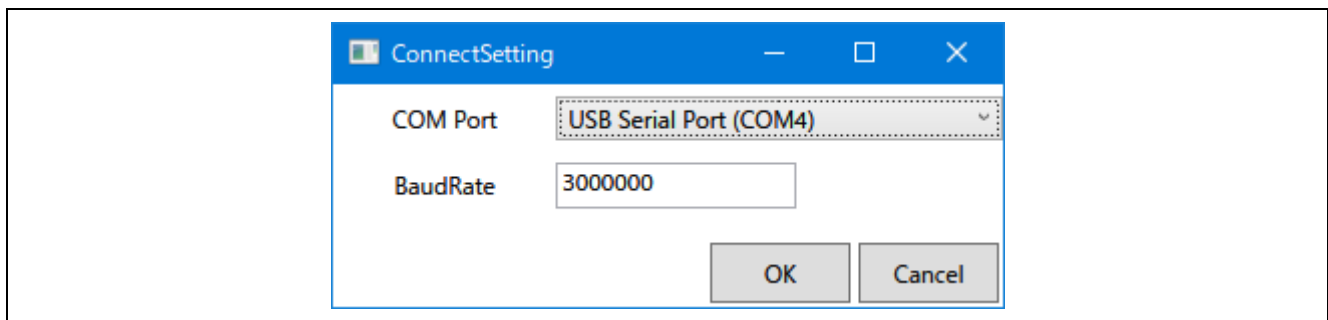 ConnectSetting
COM Port USB Serial Port (COM4)
BaudRate 3000000
OK Cancel